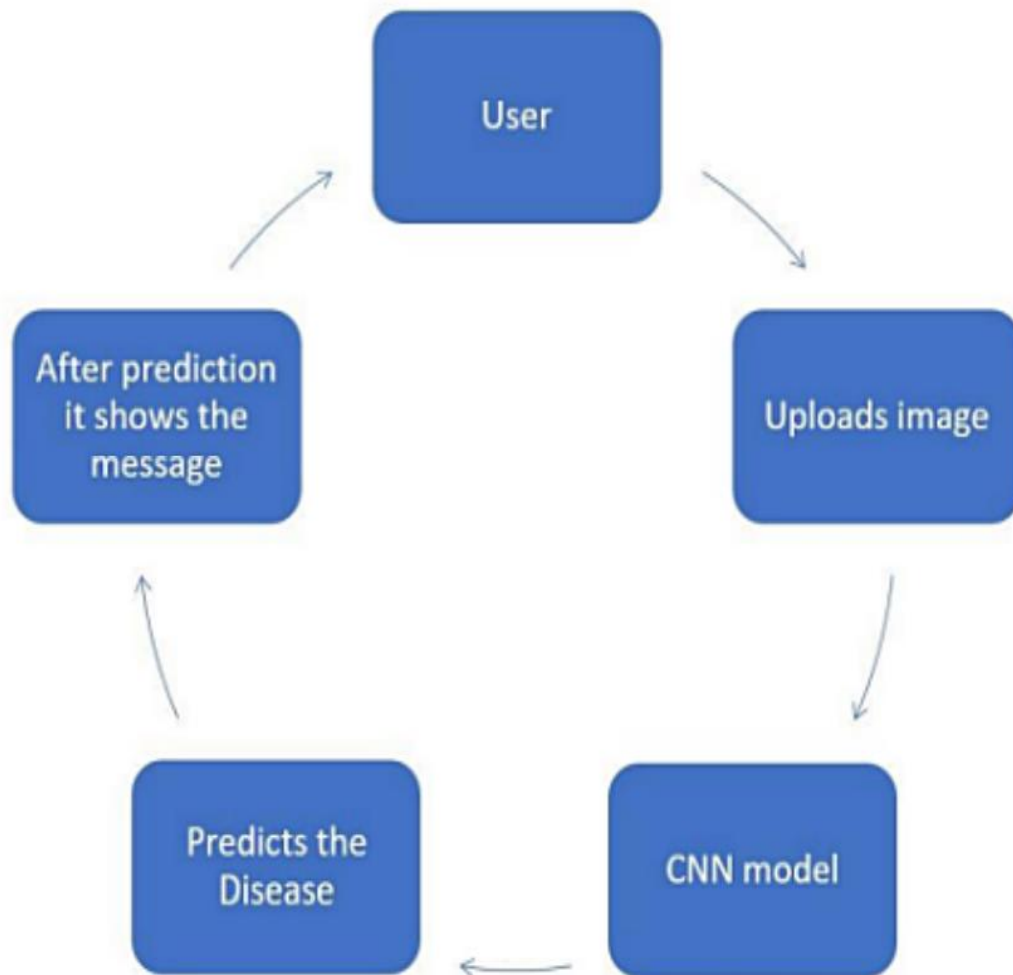 User
Uploads image
CNN model
Predicts the
Disease
After prediction
it shows the
message